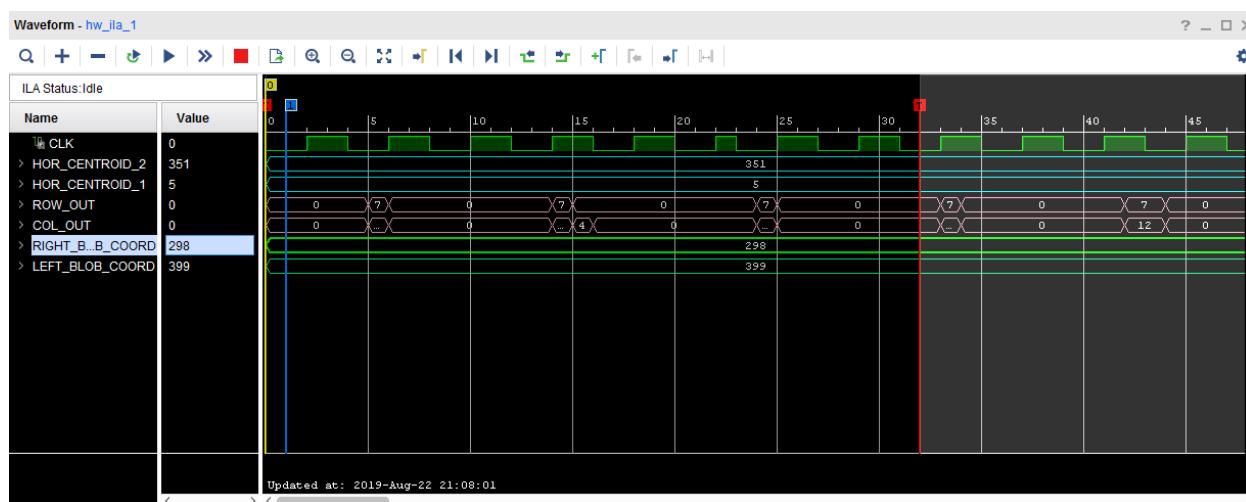 Waveform - hw_ila_1
ILA Status:Idle
Name Value
0 5 10 15 20 25 30 35 40 45
CLK 0
HOR_CENTROID_2 351 351
HOR_CENTROID_1 5 5
ROW_OUT 0 0 7 0 7 0 7 0 7 0 7 0
COL_OUT 0 0 ... 0 ... 4 0 ... 0 ... 0 12 0
RIGHT_B...B_COORD 298 298
LEFT_BLOB_COORD 399 399
Updated at: 2019-Aug-22 21:08:01